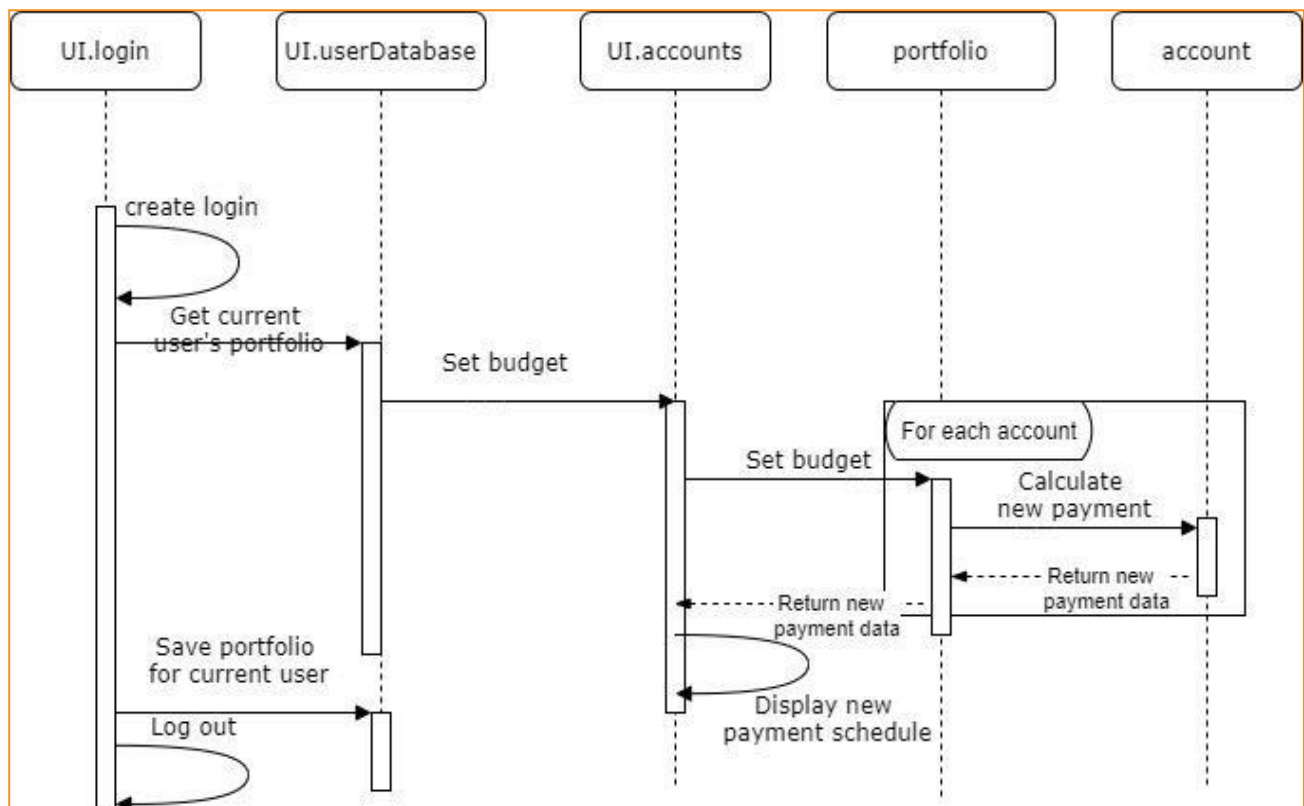 UI.login
UI.userDatabase
UI.accounts
portfolio
account
create login
Get current
user's portfolio
Set budget
For each account
Set budget
Calculate
new payment
Return new
payment data
Return new
payment data
Save portfolio
for current user
Display new
payment schedule
Log out